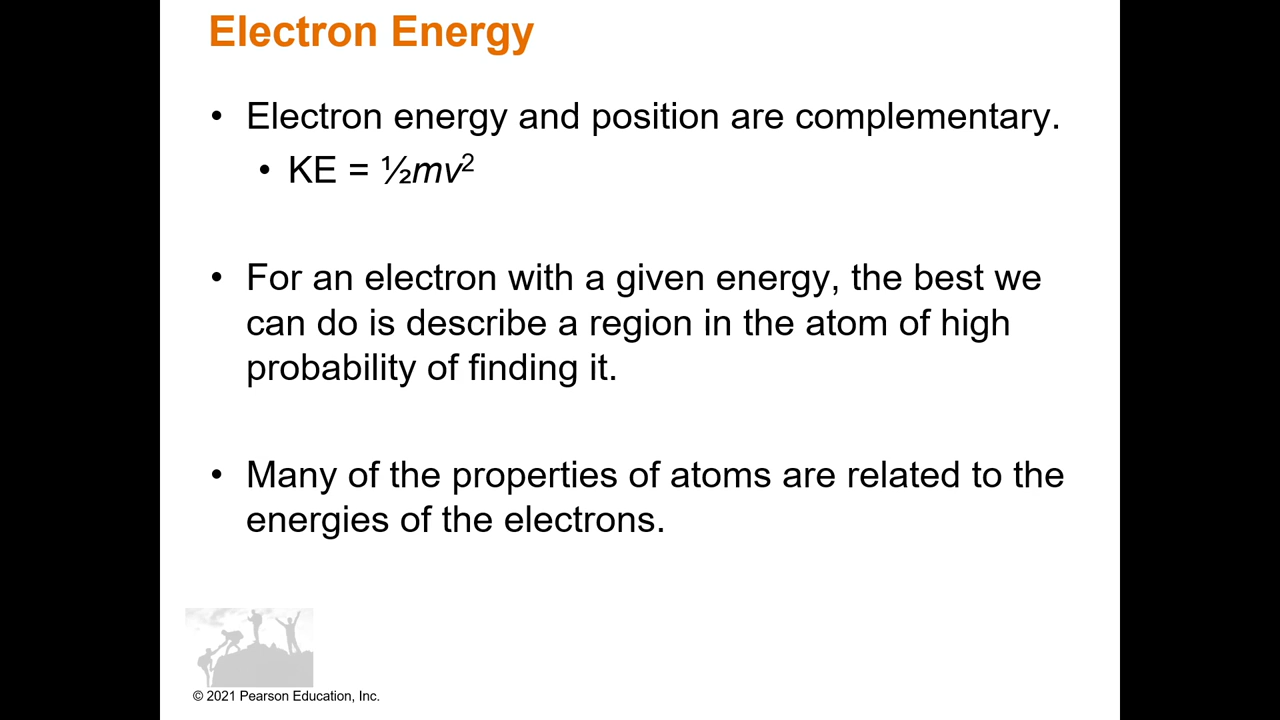 Electron Energy
• Electron energy and position are complementary.
• KE = ½mv²
• For an electron with a given energy, the best we
can do is describe a region in the atom of high
probability of finding it.
• Many of the properties of atoms are related to the
energies of the electrons.
© 2021 Pearson Education, Inc.